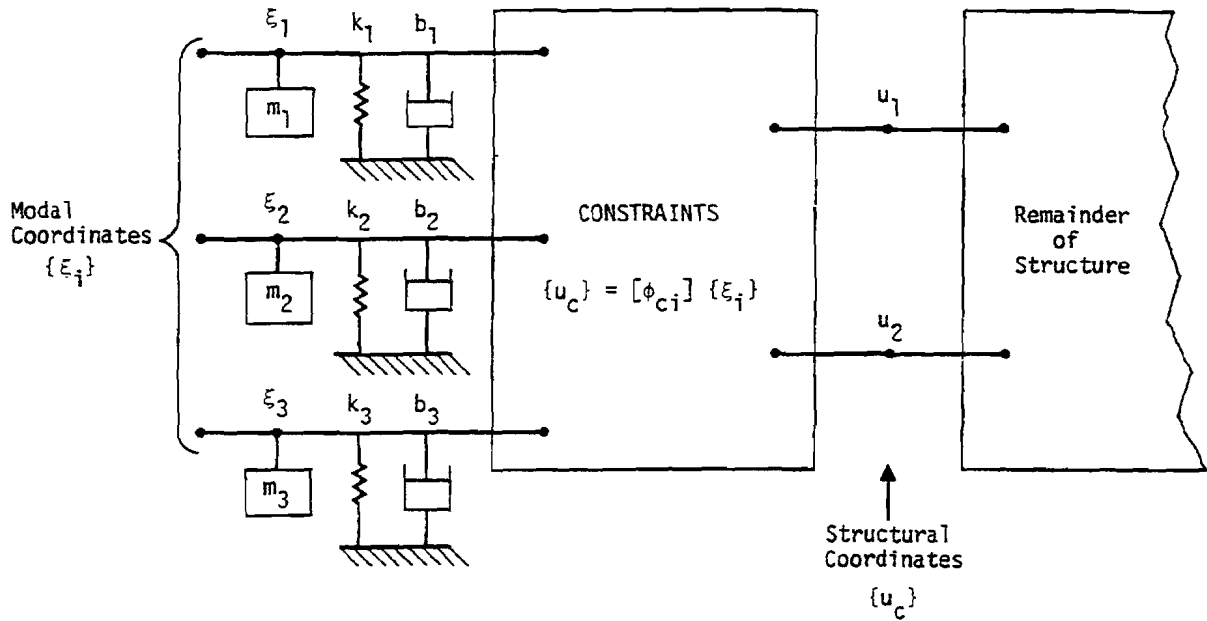 ξ1 k1 b1
m1
u1
Modal
Coordinates
{ξi}
ξ2 k2 b2
m2
CONSTRAINTS
{uc} = [φci] {ξi}
Remainder
of
Structure
u2
ξ3 k3 b3
m3
Structural
Coordinates
{uc}